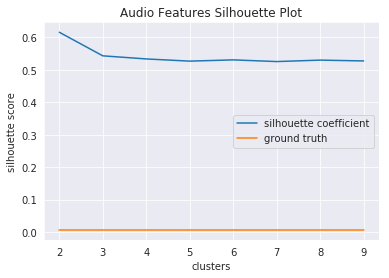 Audio Features Silhouette Plot
silhouette score
0.6
0.5
0.4
0.3
0.2
0.1
0.0
silhouette coefficient
ground truth
2 3 4 5 6 7 8 9
clusters